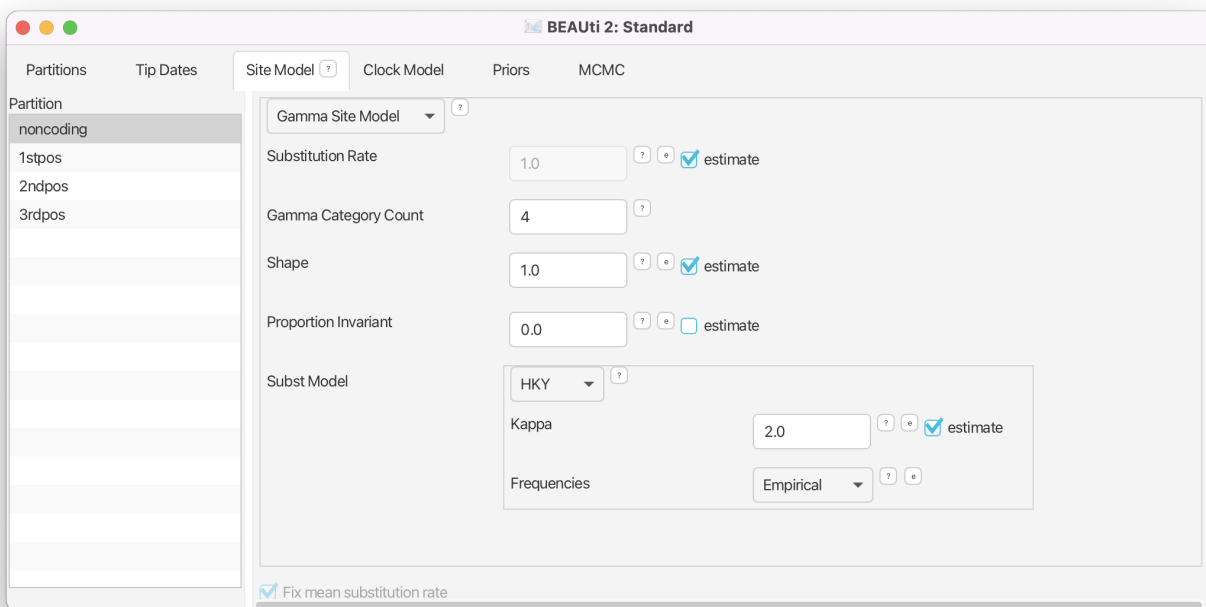 BEAUti 2: Standard
Partitions Tip Dates Site Model ? Clock Model Priors MCMC
Partition
noncoding
1stpos
2ndpos
3rdpos
Gamma Site Model ?
Substitution Rate 1.0 ? e estimate
Gamma Category Count 4 ?
Shape 1.0 ? e estimate
Proportion Invariant 0.0 ? e estimate
Subst Model HKY ?
Kappa 2.0 ? e estimate
Frequencies Empirical ? e
Fix mean substitution rate